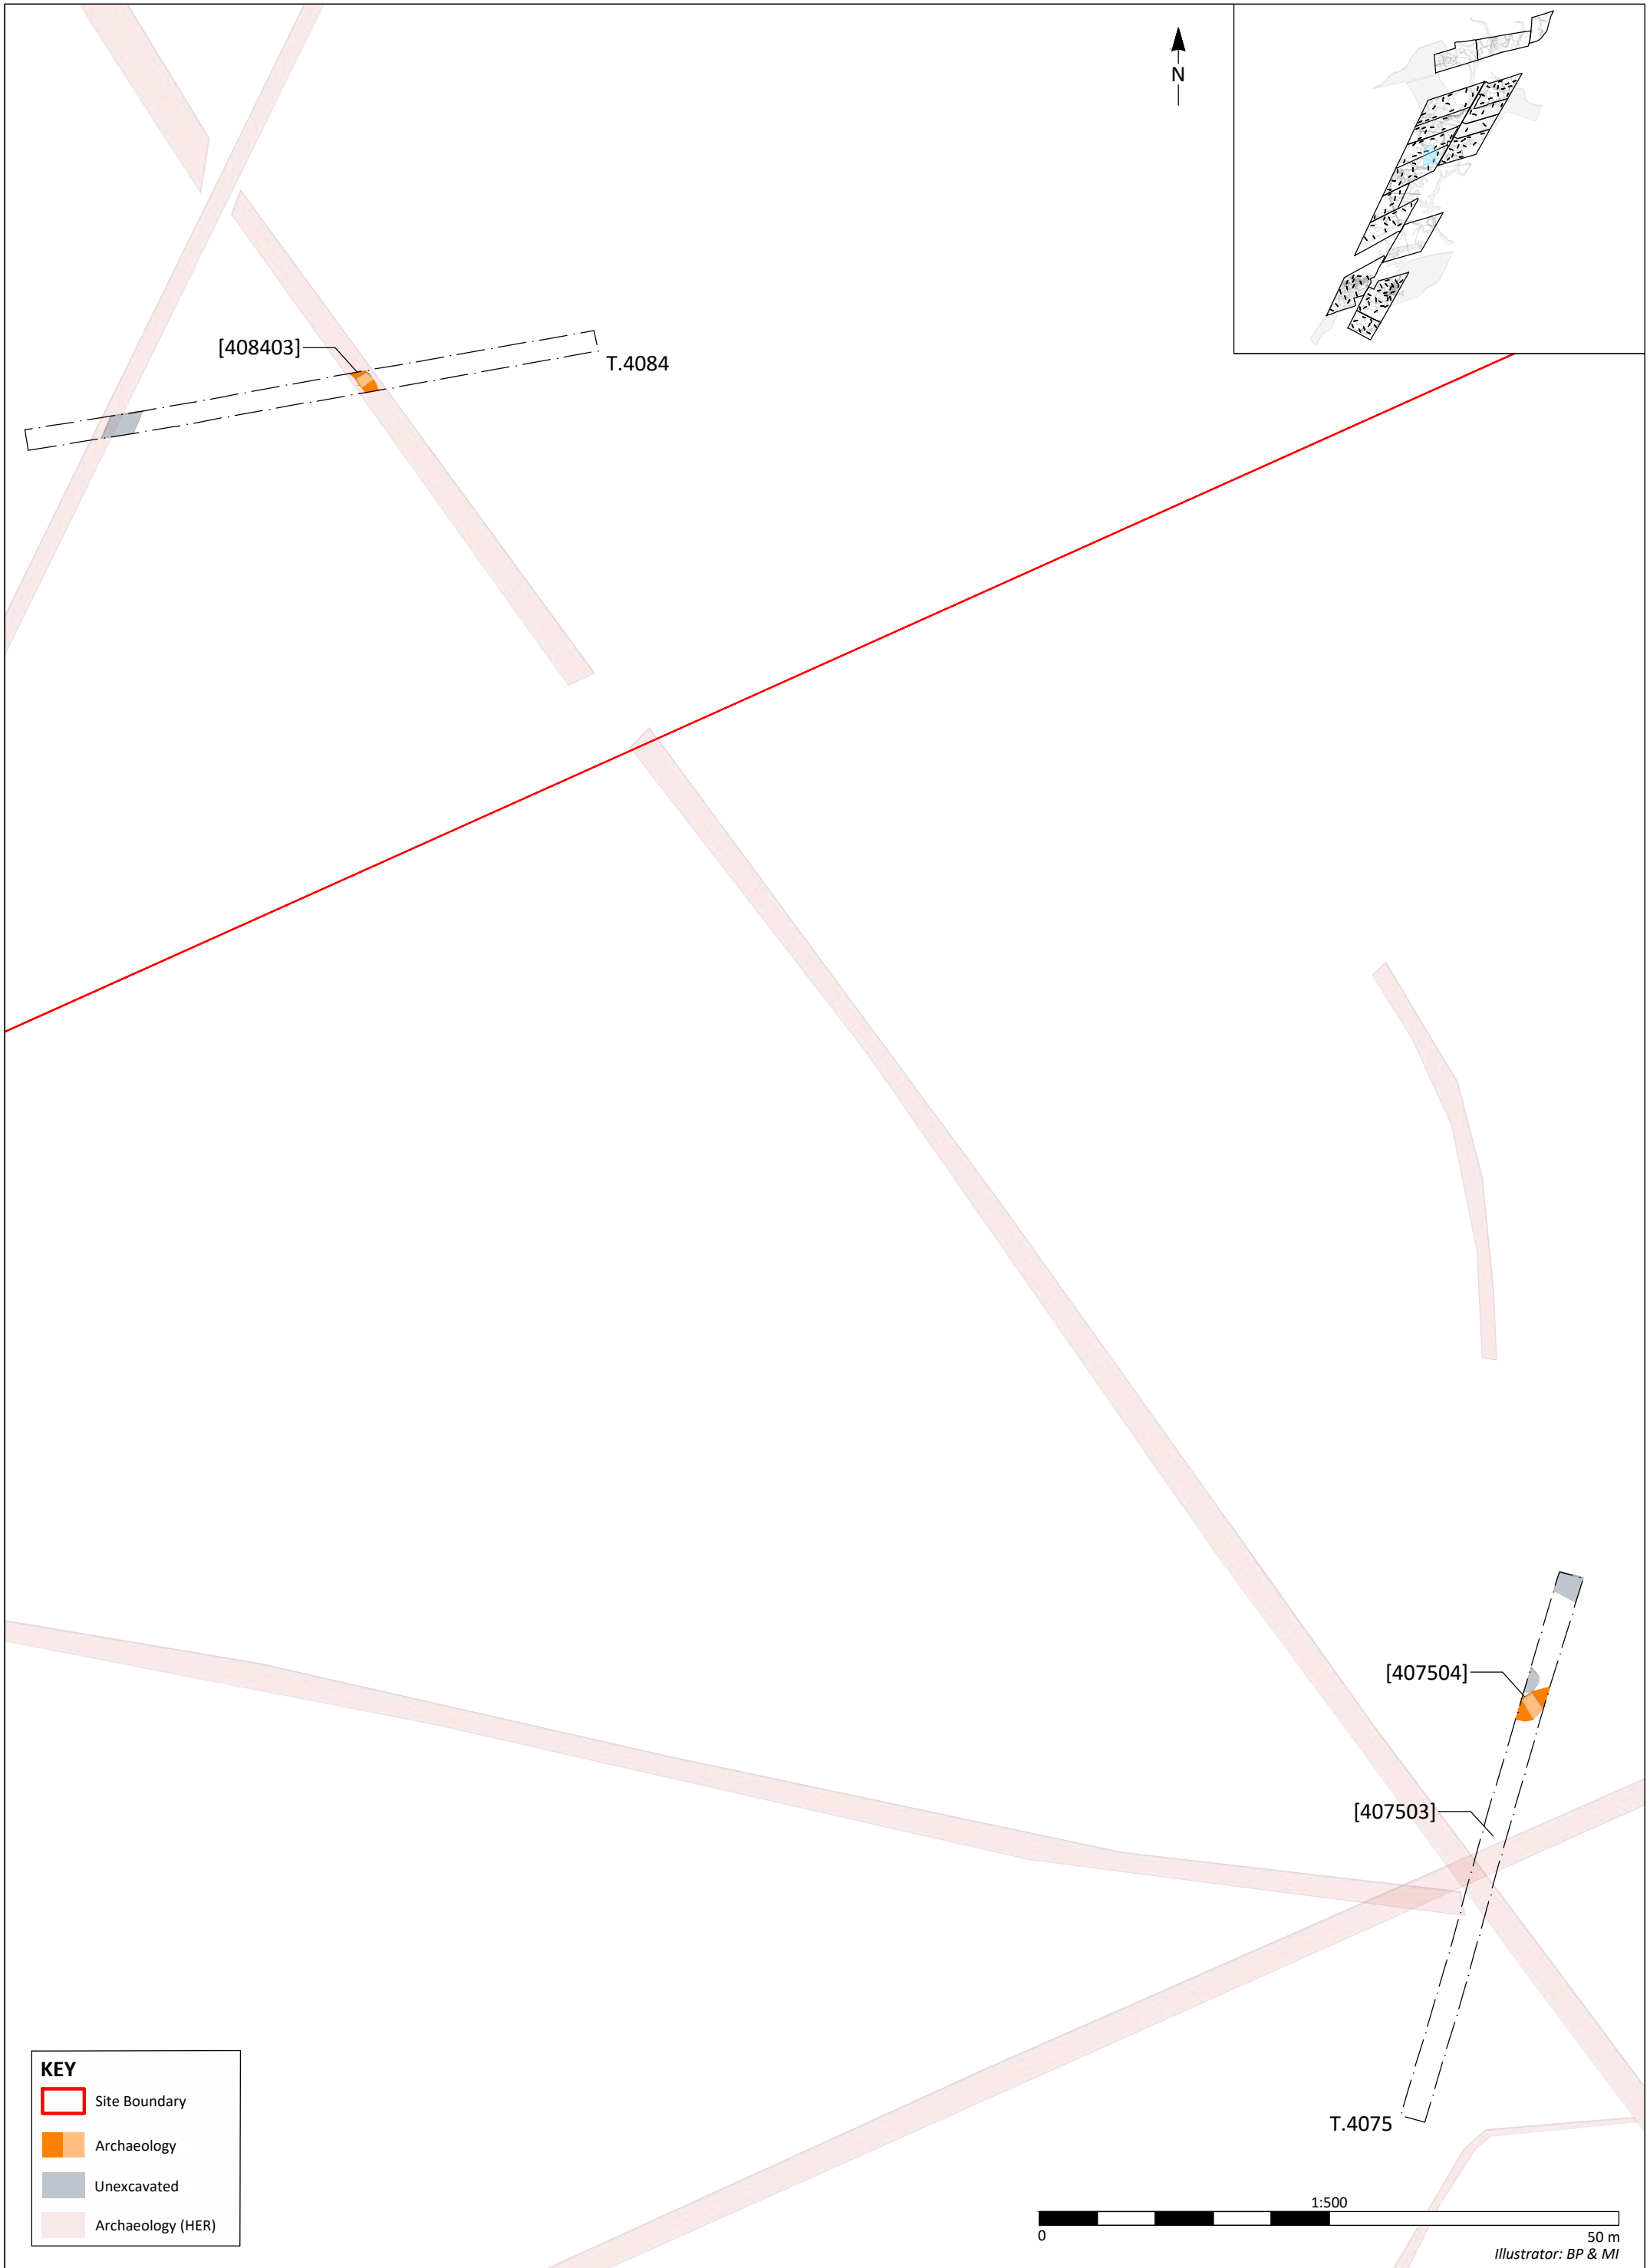 N
[408403]
T.4084
[407504]
[407503]
T.4075
KEY
Site Boundary
Archaeology
Unexcavated
Archaeology (HER)
1:500
0
50 m
Illustrator: BP & MI